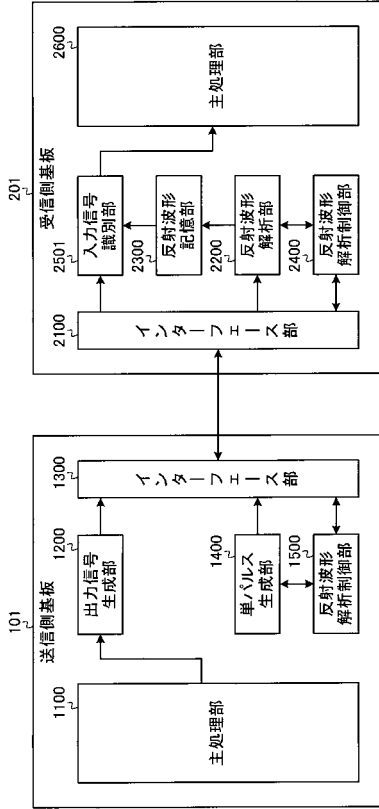 101
送信側基板
1100
主処理部
1200
出力信号
生成部
1300
インターフェース部
1400
単パルス
生成部
1500
反射波形
解析制御部
201
受信側基板
2100
インターフェース部
2501
入力信号
識別部
2300
反射波形
記憶部
2200
反射波形
解析部
2400
反射波形
解析制御部
2600
主処理部